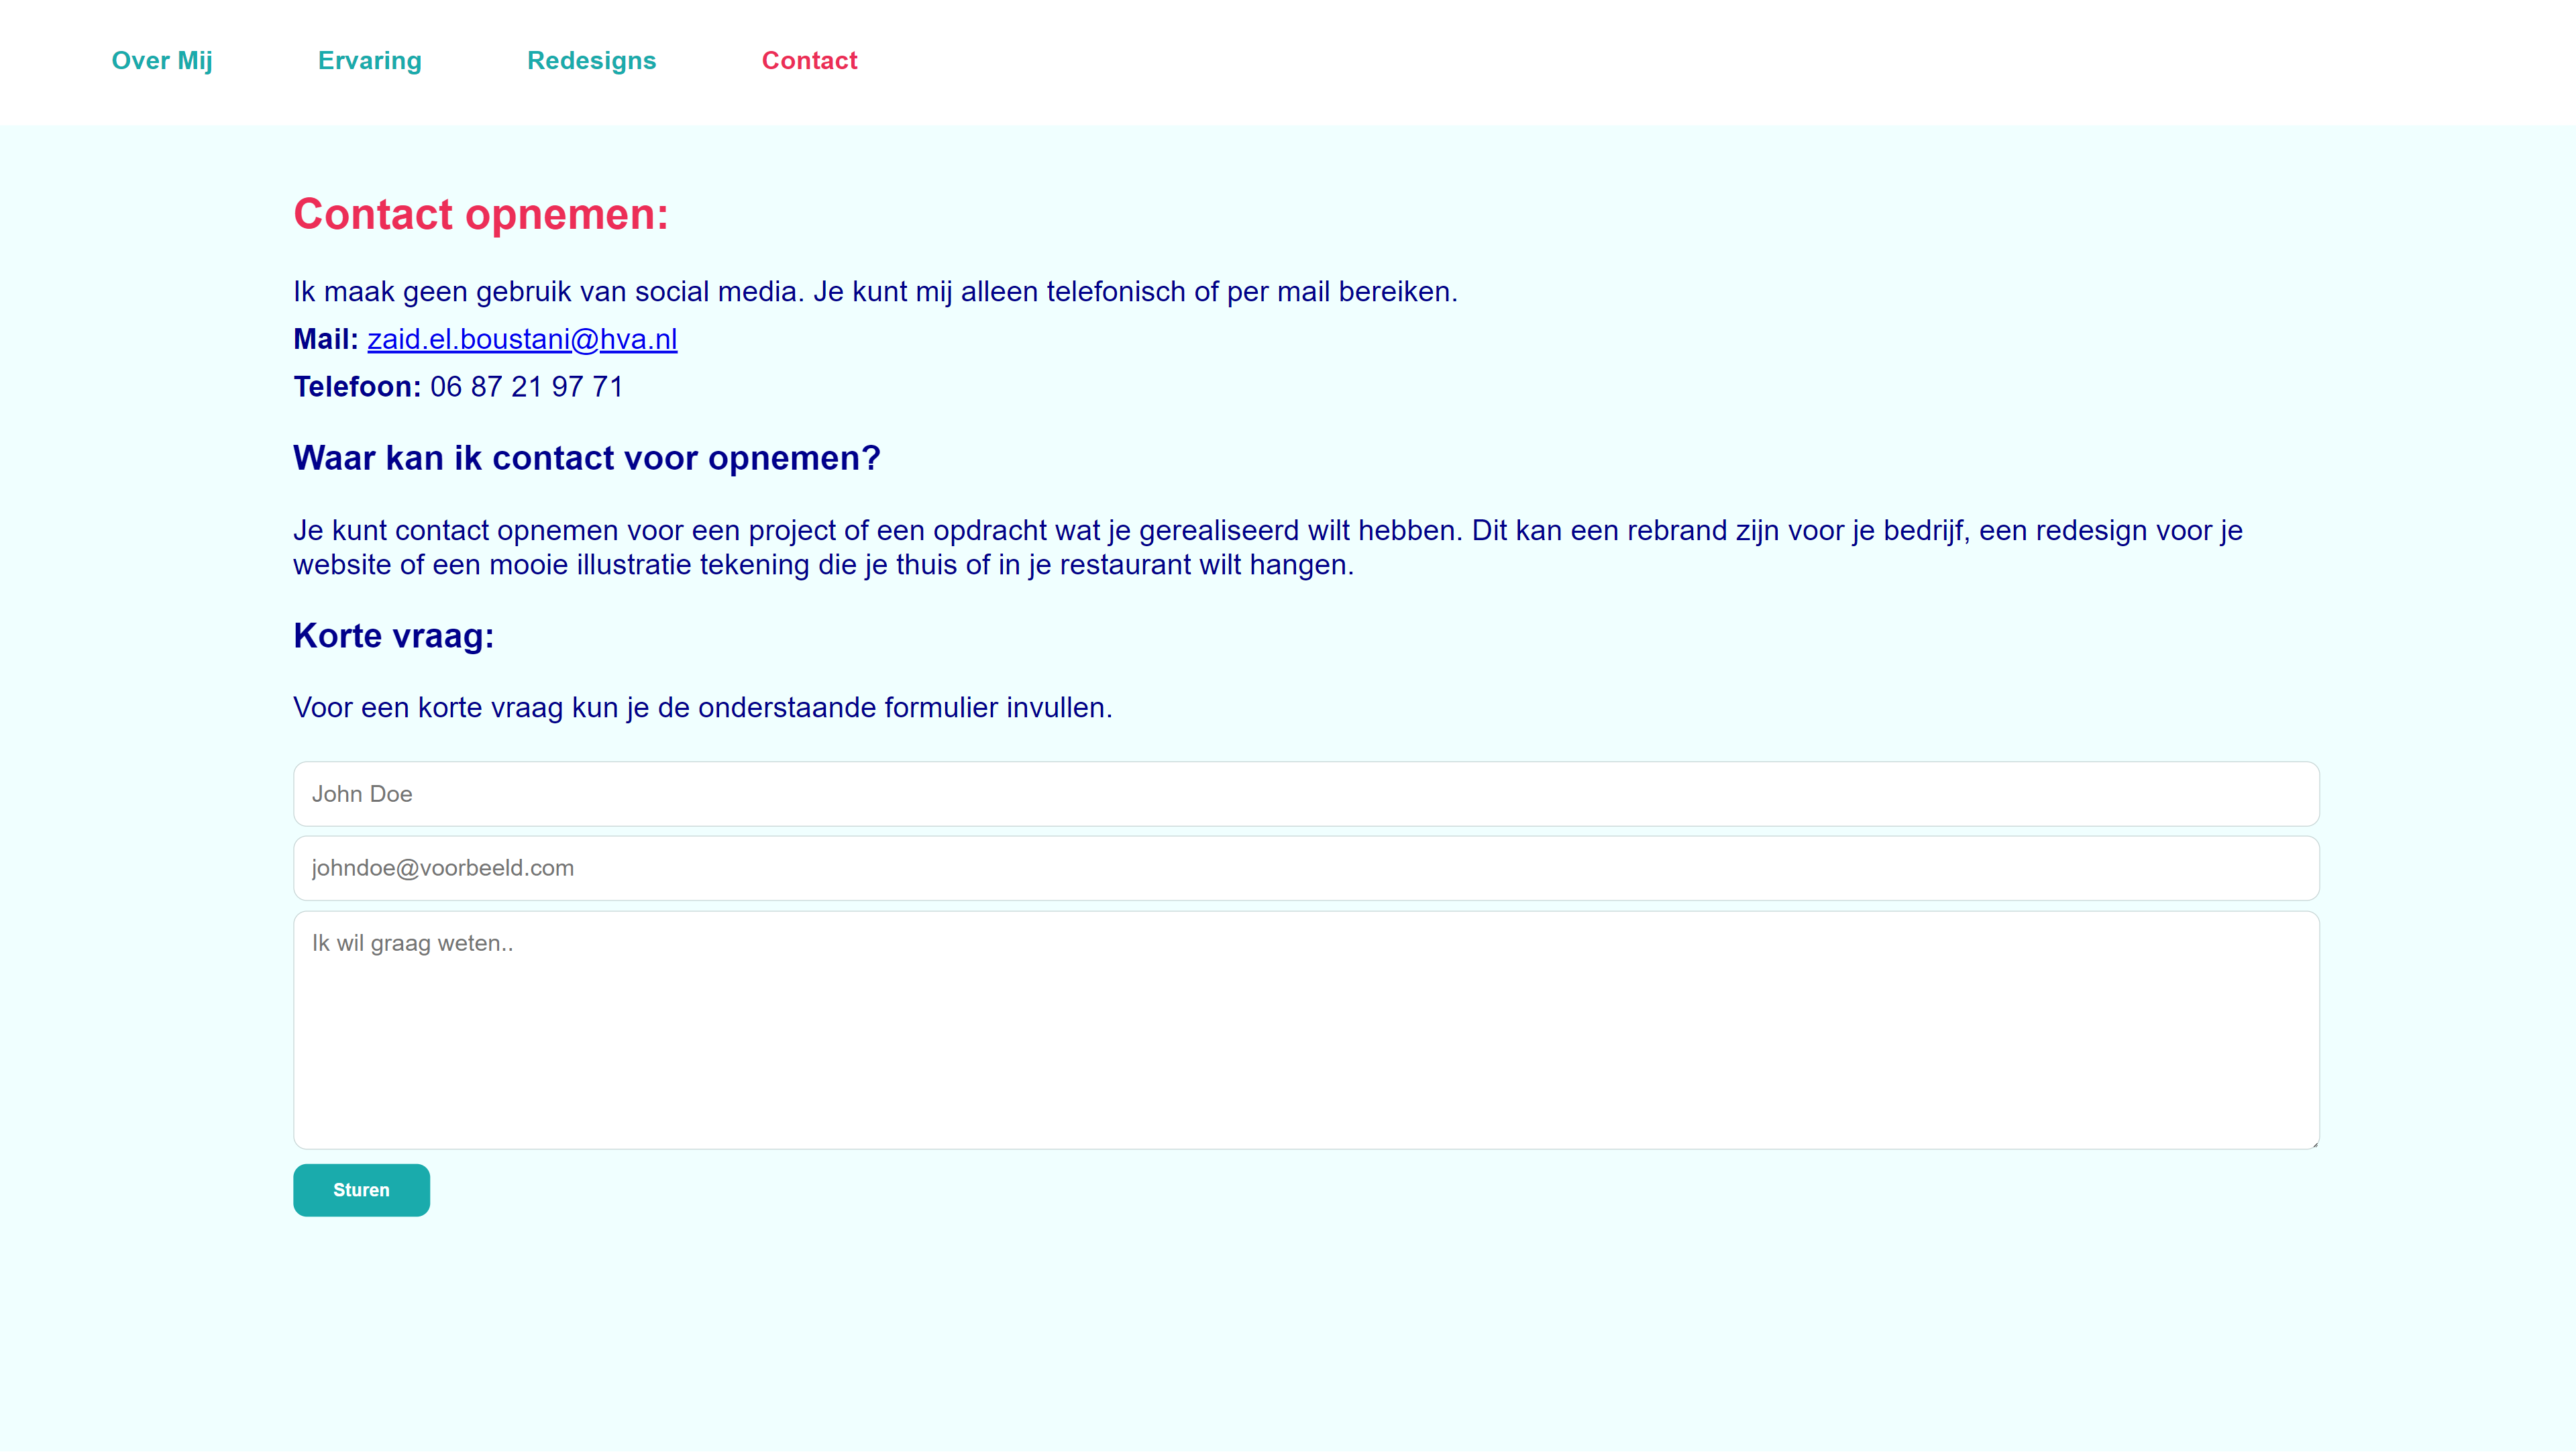 Over Mij Ervaring Redesigns Contact
Contact opnemen:
Ik maak geen gebruik van social media. Je kunt mij alleen telefonisch of per mail bereiken.
Mail: zaid.el.boustani@hva.nl
Telefoon: 06 87 21 97 71
Waar kan ik contact voor opnemen?
Je kunt contact opnemen voor een project of een opdracht wat je gerealiseerd wilt hebben. Dit kan een rebrand zijn voor je bedrijf, een redesign voor je
website of een mooie illustratie tekening die je thuis of in je restaurant wilt hangen.
Korte vraag:
Voor een korte vraag kun je de onderstaande formulier invullen.
John Doe
johndoe@voorbeeld.com
Ik wil graag weten..
Sturen